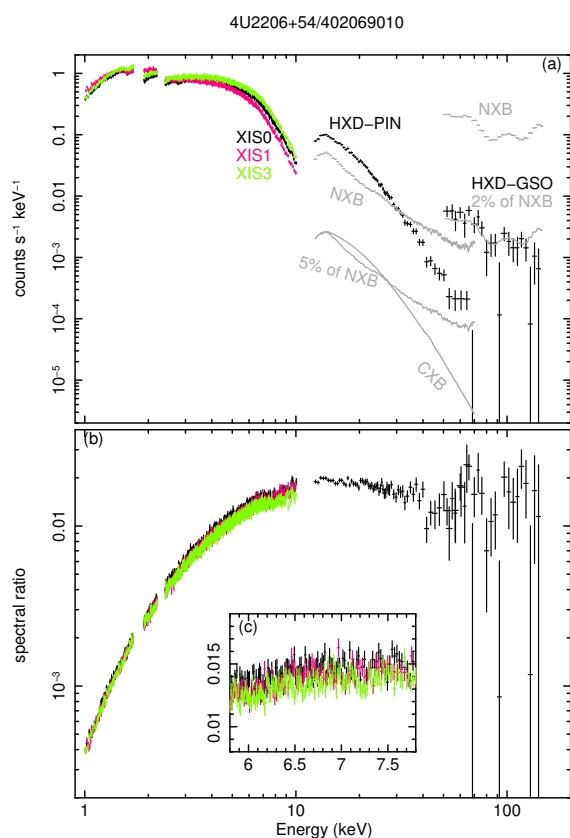 4U2206+54/402069010
(a)
counts s⁻¹ keV⁻¹
1
0.1
0.01
10⁻³
10⁻⁴
10⁻⁵
XIS0
XIS1
XIS3
HXD−PIN
NXB
NXB
HXD−GSO
2% of NXB
5% of NXB
CXB
(b)
spectral ratio
0.01
10⁻³
(c)
0.015
0.01
6 6.5 7 7.5
1 10 100
Energy (keV)